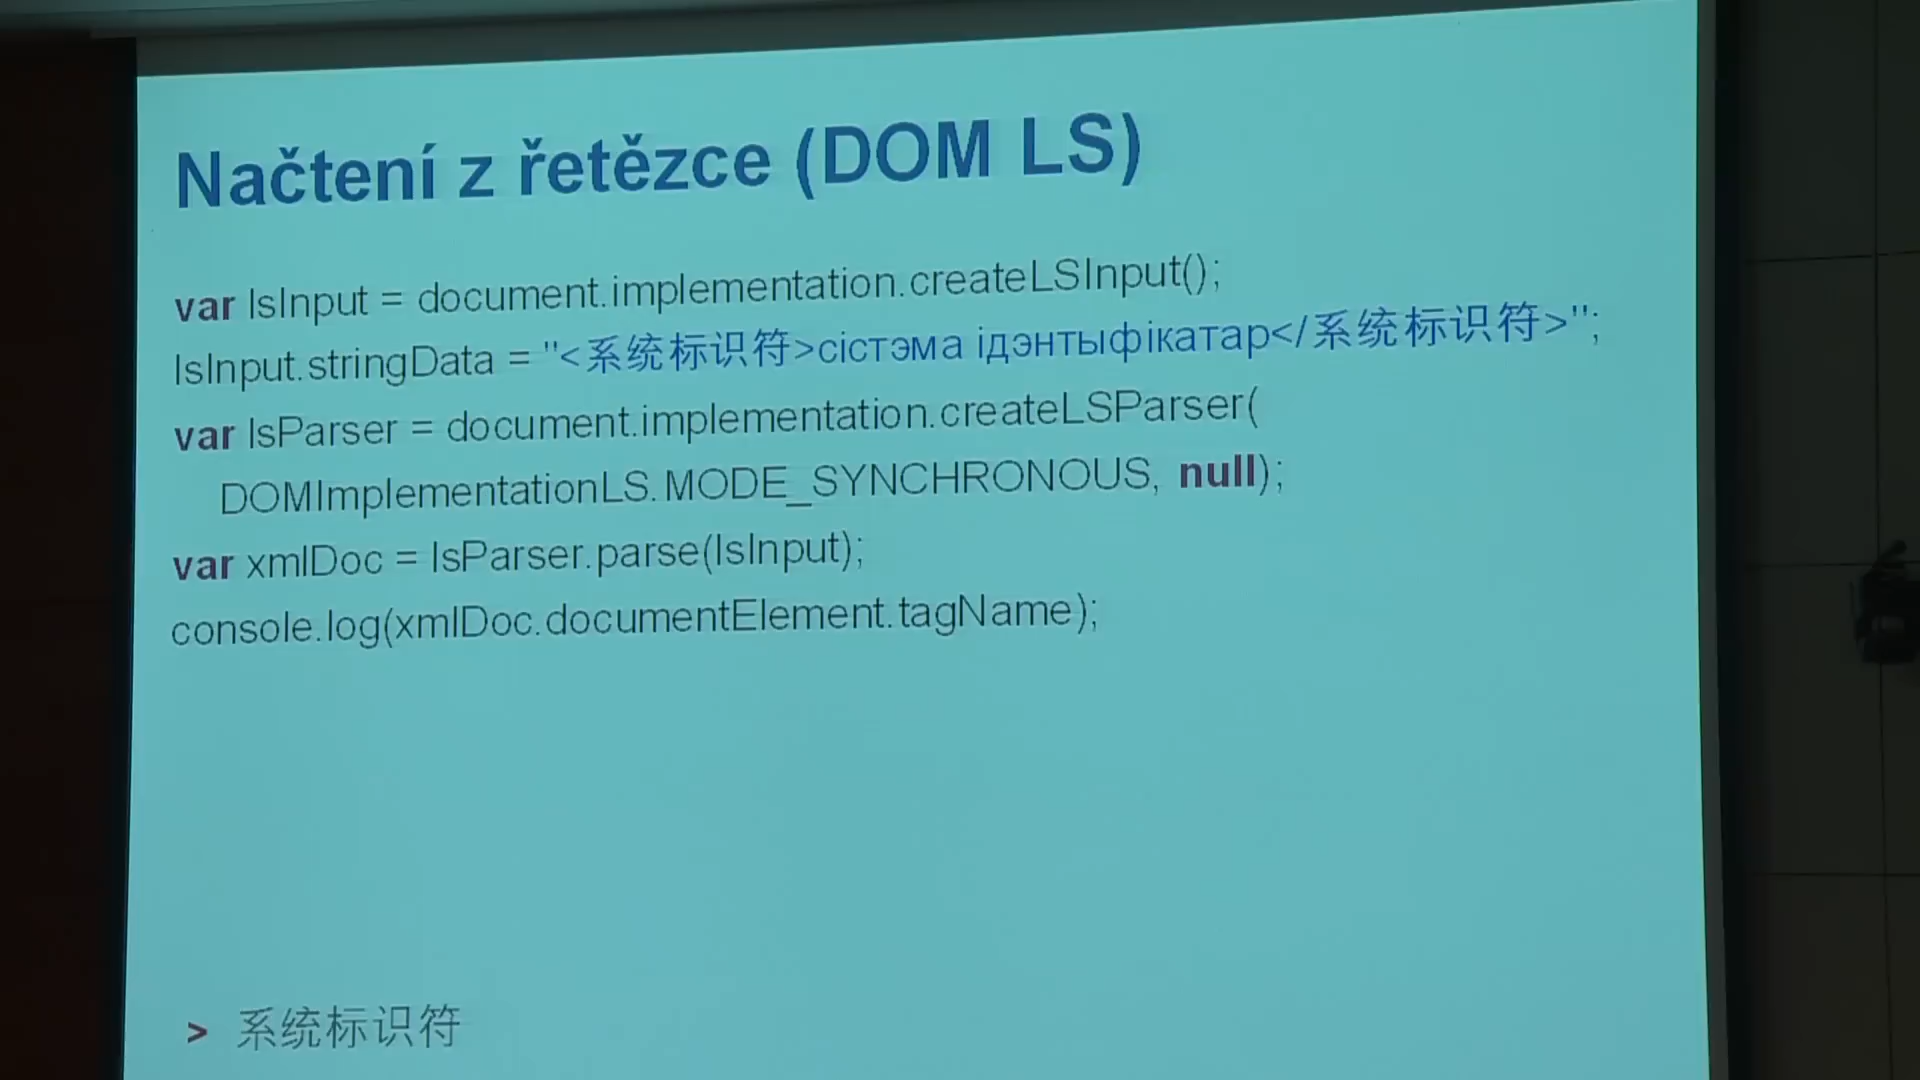 Načtení z řetězce (DOM LS)
var lsInput = document.implementation.createLSInput();
lsInput.stringData = "<系统标识符>сістэма ідэнтыфікатар</系统标识符>";
var lsParser = document.implementation.createLSParser(
DOMImplementationLS.MODE_SYNCHRONOUS, null);
var xmlDoc = lsParser.parse(lsInput);
console.log(xmlDoc.documentElement.tagName);
> 系统标识符